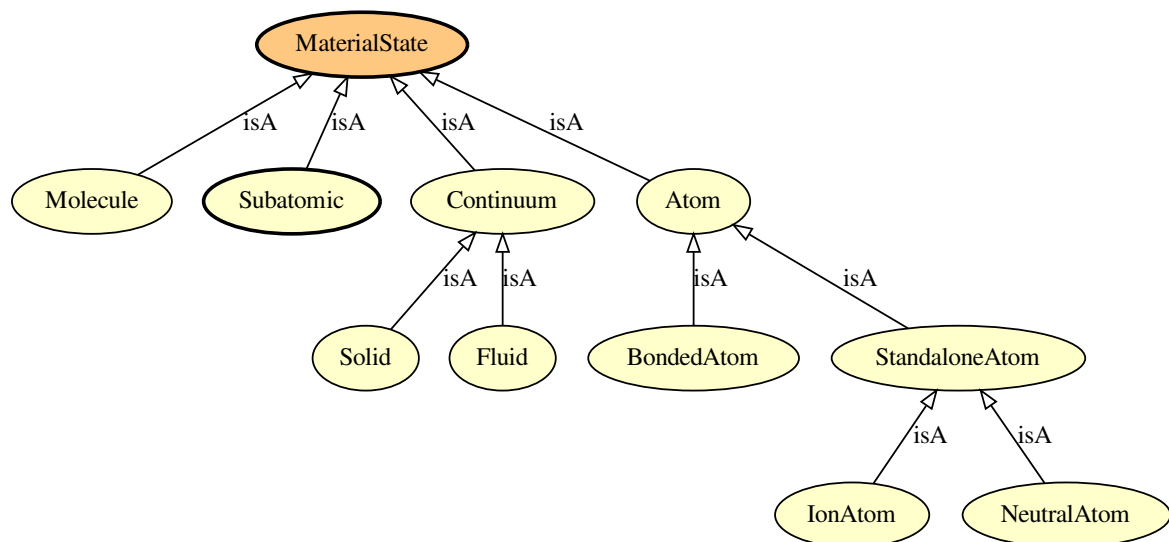 MaterialState
isA
isA
isA
isA
Molecule
Subatomic
Continuum
Atom
isA
isA
isA
isA
Solid
Fluid
BondedAtom
StandaloneAtom
isA
isA
IonAtom
NeutralAtom